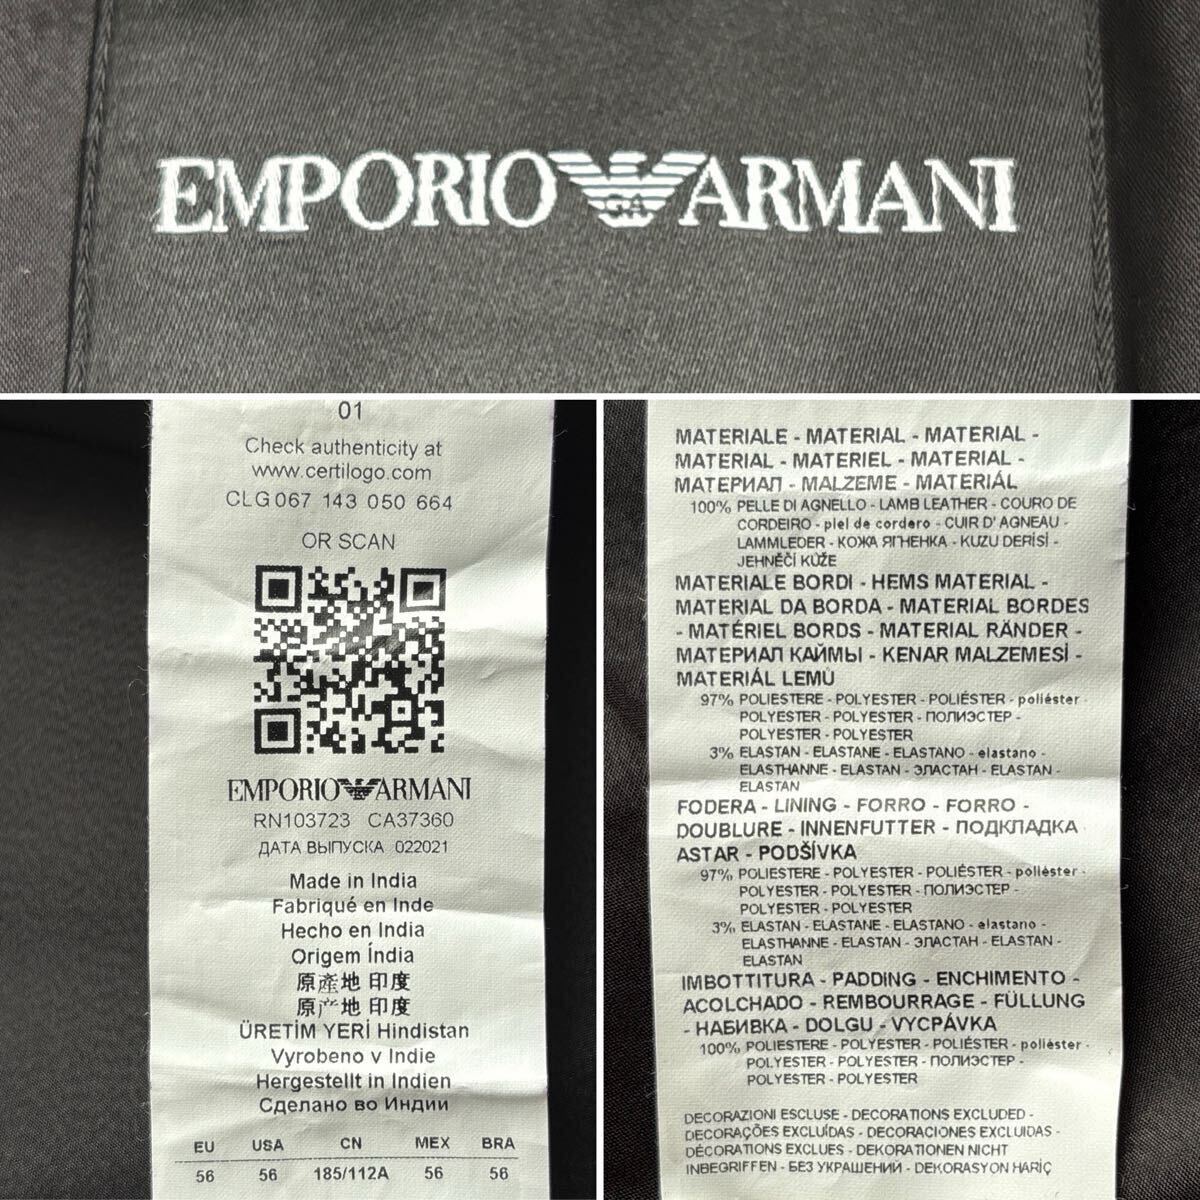 EMPORIO ARMANI
01
Check authenticity at
www.certilogo.com
CLG 067 143 050 664
OR SCAN
EMPORIO ARMANI
RN103723 CA37360
ДАТА ВЫПУСКА 022021
Made in India
Fabriqué en Inde
Hecho en India
Origem Índia
原產地 印度
原产地 印度
ÜRETİM YERİ Hindistan
Vyrobeno v Indie
Hergestellt in Indien
Сделано во Индии
EU USA CN MEX BRA
56 56 185/112A 56 56
MATERIALE - MATERIAL - MATERIAL -
MATERIAL - MATERIEL - MATERIAL -
МАТЕРИАЛ - MALZEME - MATERIÁL
100% PELLE DI AGNELLO - LAMB LEATHER - COURO DE
CORDEIRO - piel de cordero - CUIR D' AGNEAU -
LAMMLEDER - КОЖА ЯГНЕНКА - KUZU DERİSİ -
JEHNĚČÍ KŮŽE
MATERIALE BORDI - HEMS MATERIAL -
MATERIAL DA BORDA - MATERIAL BORDES
- MATÉRIEL BORDS - MATERIAL RÄNDER -
МАТЕРИАЛ КАЙМЫ - KENAR MALZEMESİ -
MATERIÁL LEMŮ
97% POLIESTERE - POLYESTER - POLIÉSTER - poliéster -
POLYESTER - POLYESTER - ПОЛИЭСТЕР -
POLYESTER - POLYESTER
3% ELASTAN - ELASTANE - ELASTANO - elastano -
ELASTHANNE - ELASTAN - ЭЛАСТАН - ELASTAN -
ELASTAN
FODERA - LINING - FORRO - FORRO -
DOUBLURE - INNENFUTTER - ПОДКЛАДКА
ASTAR - PODŠÍVKA
97% POLIESTERE - POLYESTER - POLIÉSTER - poliéster -
POLYESTER - POLYESTER - ПОЛИЭСТЕР -
POLYESTER - POLYESTER
3% ELASTAN - ELASTANE - ELASTANO - elastano -
ELASTHANNE - ELASTAN - ЭЛАСТАН - ELASTAN -
ELASTAN
IMBOTTITURA - PADDING - ENCHIMENTO -
ACOLCHADO - REMBOURRAGE - FÜLLUNG
- НАБИВКА - DOLGU - VYCPÁVKA
100% POLIESTERE - POLYESTER - POLIÉSTER - poliéster -
POLYESTER - POLYESTER - ПОЛИЭСТЕР -
POLYESTER - POLYESTER
DECORAZIONI ESCLUSE - DECORATIONS EXCLUDED -
DECORAÇÕES EXCLUÍDAS - DECORACIONES EXCLUIDAS -
DÉCORATIONS EXCLUES - DEKORATIONEN NICHT
INBEGRIFFEN - БЕЗ УКРАШЕНИЙ - DEKORASYON HARİÇ